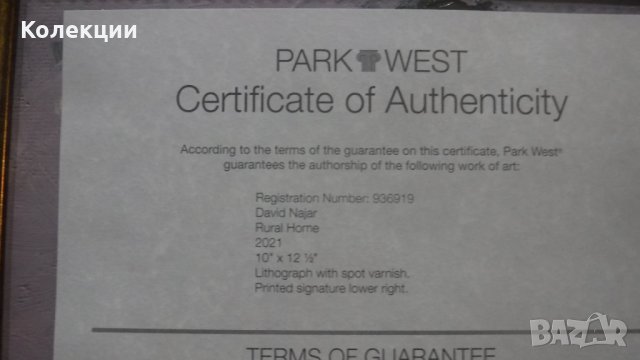 Колекции
PARK WEST
Certificate of Authenticity
According to the terms of the guarantee on this certificate, Park West®
guarantees the authorship of the following work of art:
Registration Number: 936919
David Najar
Rural Home
2021
10" x 12 ½"
Lithograph with spot varnish.
Printed signature lower right.
TERMS OF GUARANTEE
BAZAR
.bg